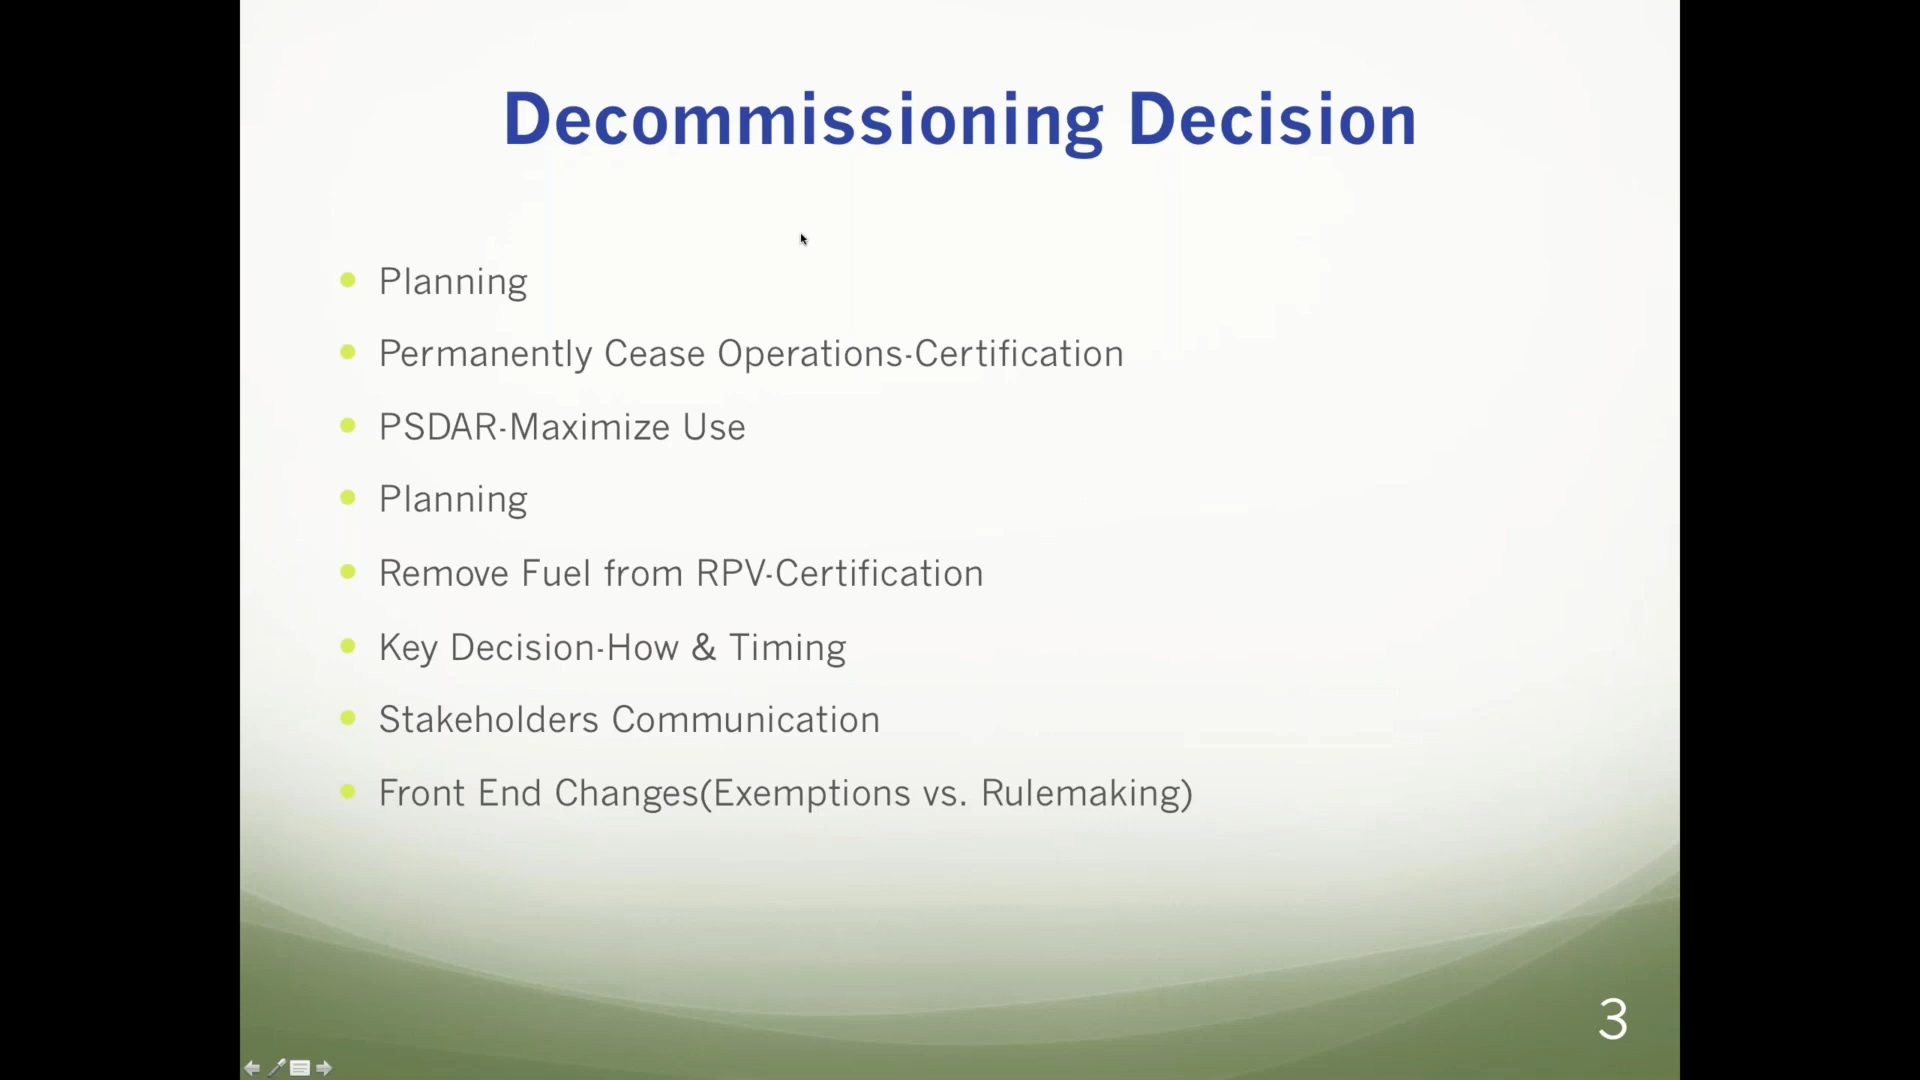 Decommissioning Decision
Planning
Permanently Cease Operations-Certification
PSDAR-Maximize Use
Planning
Remove Fuel from RPV-Certification
Key Decision-How & Timing
Stakeholders Communication
Front End Changes(Exemptions vs. Rulemaking)
3